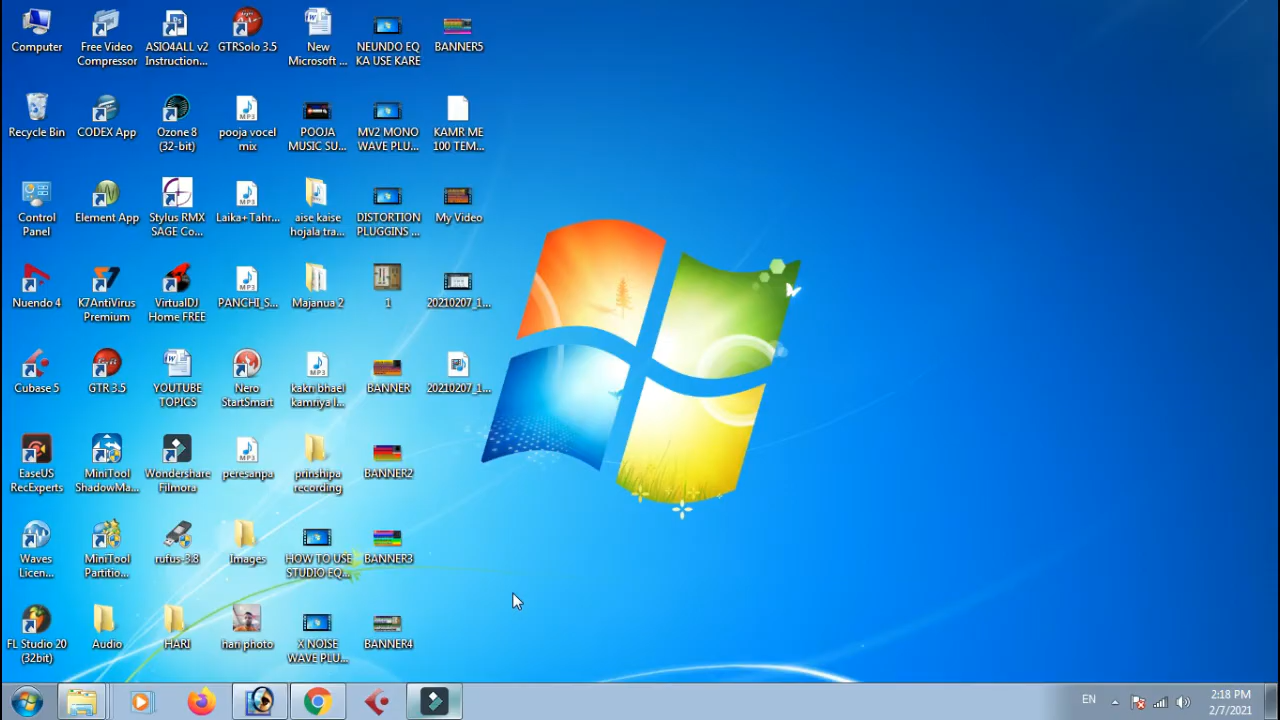 Computer
Free Video
Compressor
ASIO4ALL v2
Instruction...
GTRSolo 3.5
New
Microsoft ...
NEUNDO EQ
KA USE KARE
BANNER5
Recycle Bin
CODEX App
Ozone 8
(32-bit)
pooja vocel
mix
POOJA
MUSIC SU...
MV2 MONO
WAVE PLU...
KAMR ME
100 TEM...
Control
Panel
Element App
Stylus RMX
SAGE Co...
Laika+Tahr...
aise kaise
hojala tra...
DISTORTION
PLUGGINS ...
My Video
Nuendo 4
K7AntiVirus
Premium
VirtualDJ
Home FREE
PANCHI_S...
Majanua 2
1
20210207_1...
Cubase 5
GTR 3.5
YOUTUBE
TOPICS
Nero
StartSmart
kakri bhael
kamriya l...
BANNER
20210207_1...
EaseUS
RecExperts
MiniTool
ShadowMa...
Wondershare
Filmora
peresanpa
prinshipa
recording
BANNER2
Waves
Licen...
MiniTool
Partitio...
rufus-3.8
Images
HOW TO USE
STUDIO EQ...
BANNER3
FL Studio 20
(32bit)
Audio
HARI
hari photo
X NOISE
WAVE PLU...
BANNER4
EN
2:18 PM
2/7/2021